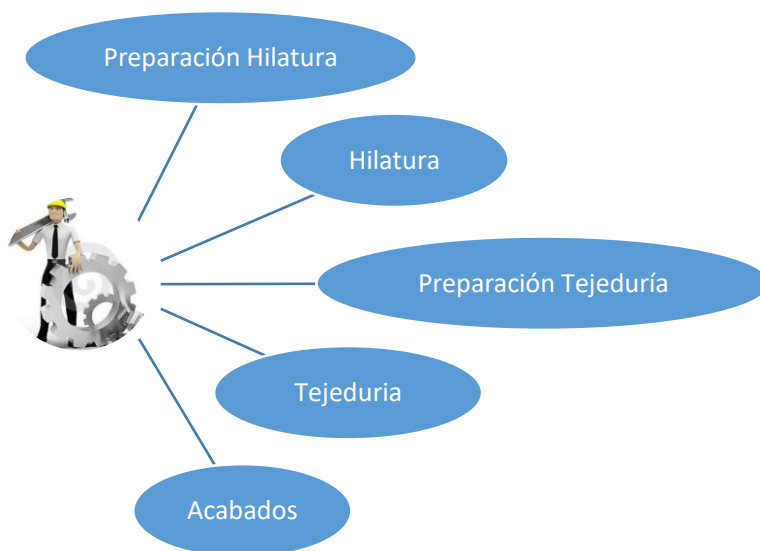 Preparación Hilatura
Hilatura
Preparación Tejeduría
Tejeduria
Acabados